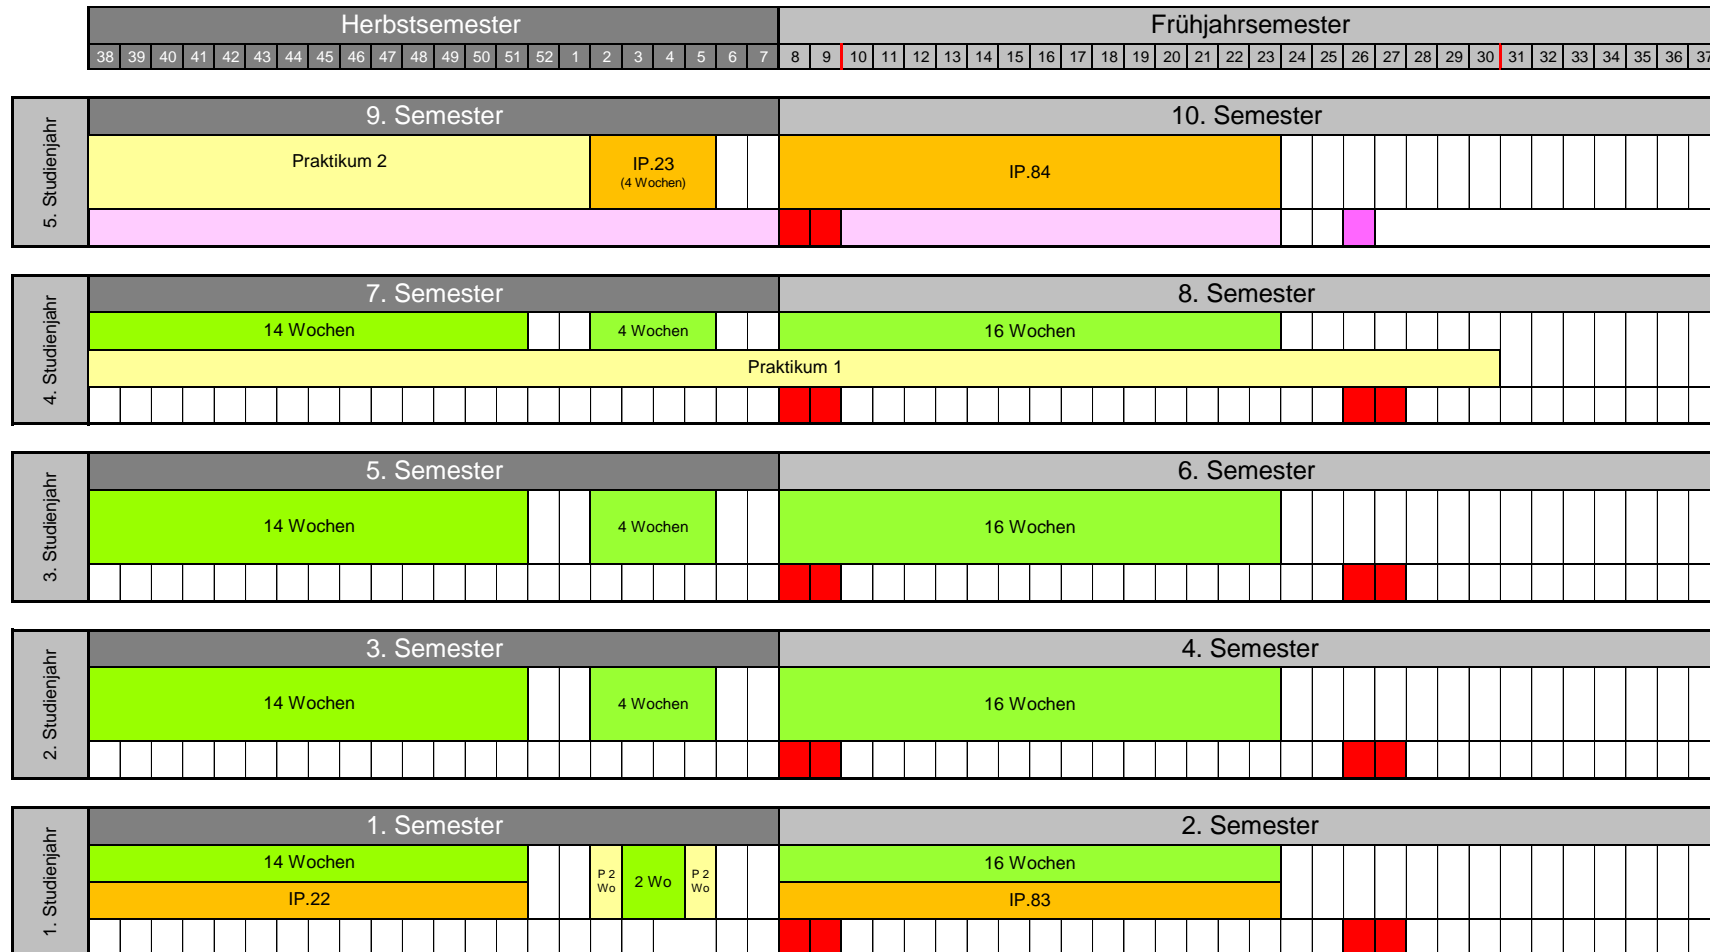 Herbstsemester Frühjahrsemester
38 39 40 41 42 43 44 45 46 47 48 49 50 51 52 1 2 3 4 5 6 7 8 9 10 11 12 13 14 15 16 17 18 19 20 21 22 23 24 25 26 27 28 29 30 31 32 33 34 35 36 37
5. Studienjahr
9. Semester 10. Semester
Praktikum 2 IP.23 IP.84
(4 Wochen)
4. Studienjahr
7. Semester 8. Semester
14 Wochen 4 Wochen 16 Wochen
Praktikum 1
3. Studienjahr
5. Semester 6. Semester
14 Wochen 4 Wochen 16 Wochen
2. Studienjahr
3. Semester 4. Semester
14 Wochen 4 Wochen 16 Wochen
1. Studienjahr
1. Semester 2. Semester
14 Wochen P 2 Wo 2 Wo P 2 Wo 16 Wochen
IP.22 IP.83